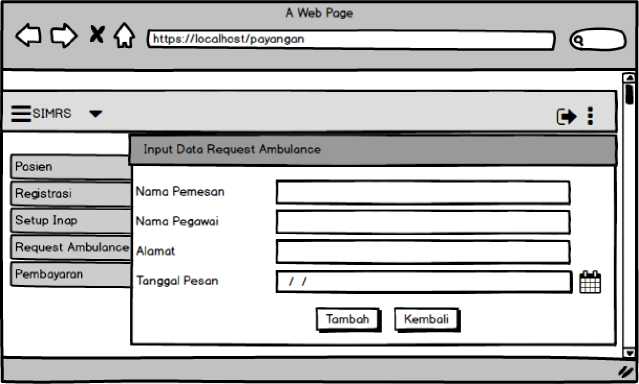 A Web Page
https://localhost/payangan
SIMRS
Input Data Request Ambulance
Pasien
Registrasi
Setup Inap
Request Ambulance
Pembayaran
Nama Pemesan
Nama Pegawai
Alamat
Tanggal Pesan
/ /
Tambah
Kembali